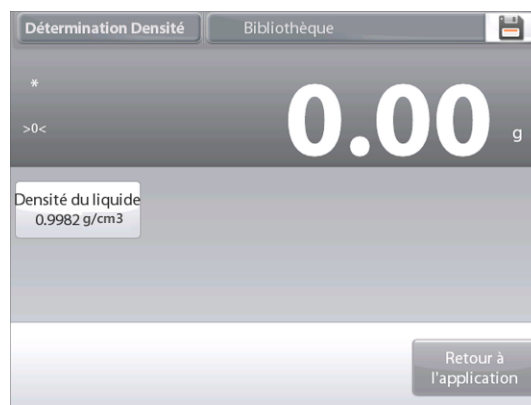 Détermination Densité
Bibliothèque
*
>0<
0.00
g
Densité du liquide
0.9982 g/cm3
Retour à
l'application